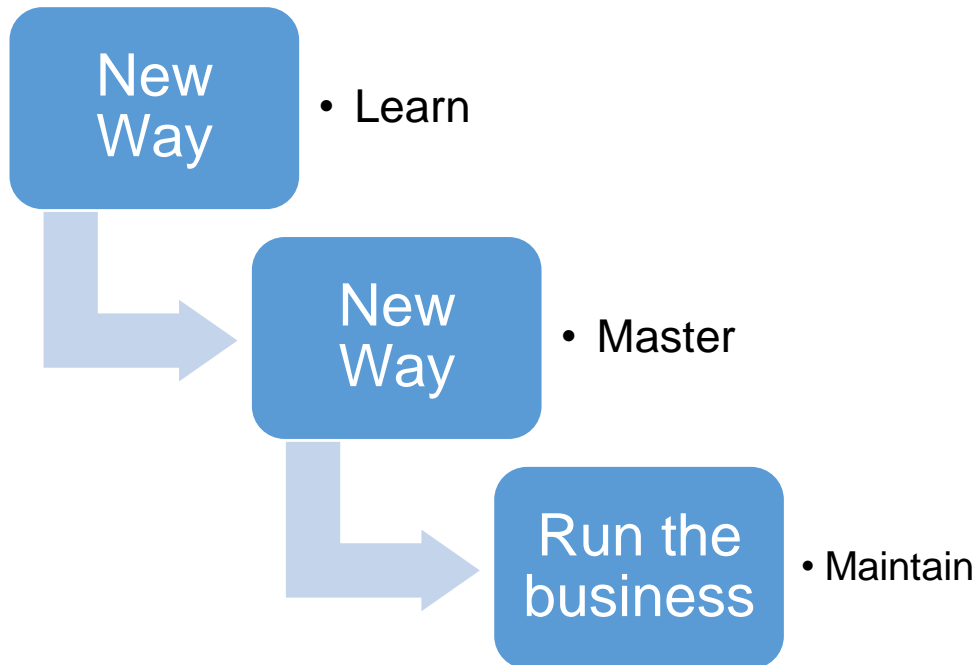 New
Way
• Learn
New
Way
• Master
Run the
business
• Maintain